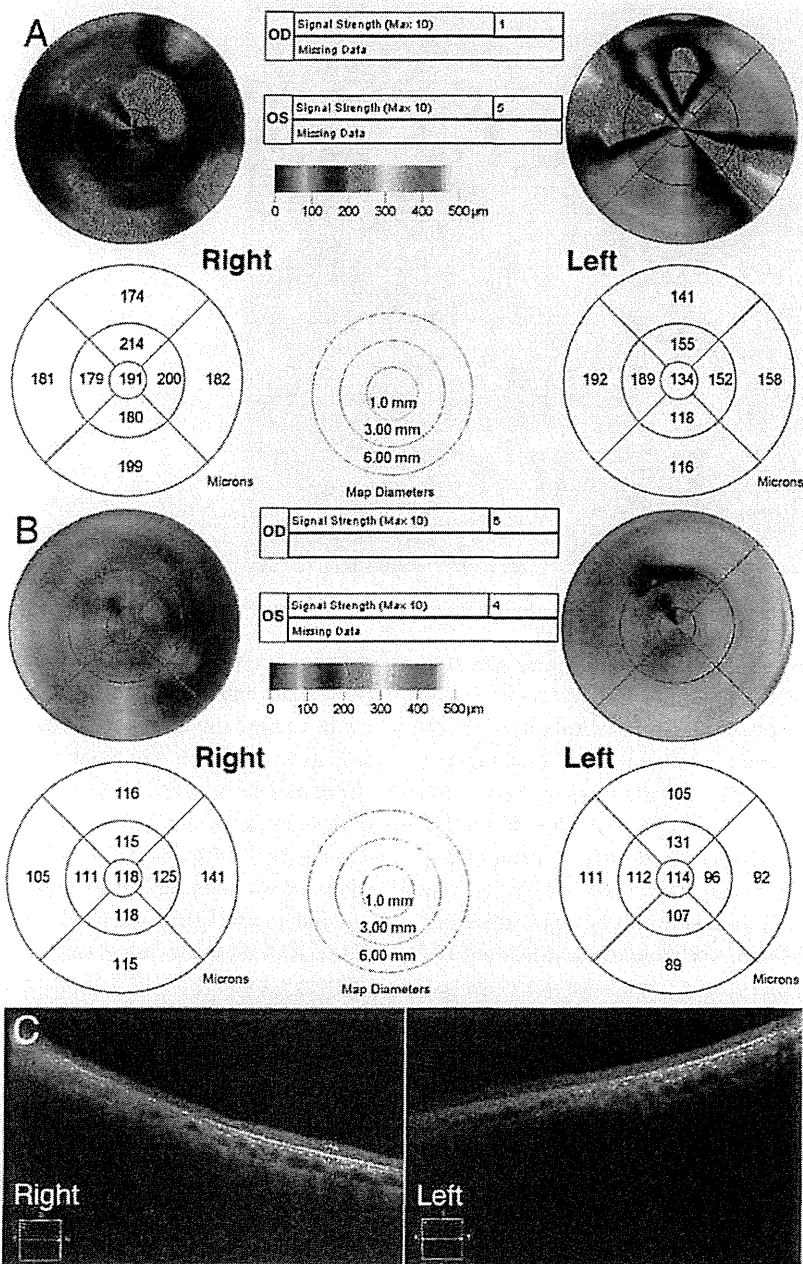 A
OD Signal Strength (Max 10) 1
Missing Data
OS Signal Strength (Max 10) 5
Missing Data
0 100 200 300 400 500μm
Right
Left
174
214
181 179 191 200 182
180
199
Microns
1.0 mm
3.00 mm
6.00 mm
Map Diameters
141
155
192 189 134 152 158
118
116
Microns
B
OD Signal Strength (Max 10)
OS Signal Strength (Max 10) 4
Missing Data
0 100 200 300 400 500μm
Right
Left
116
115
105 111 118 125 141
118
115
Microns
1.0 mm
3.00 mm
6.00 mm
Map Diameters
105
131
111 112 114 96 92
107
89
Microns
C
Right
Left